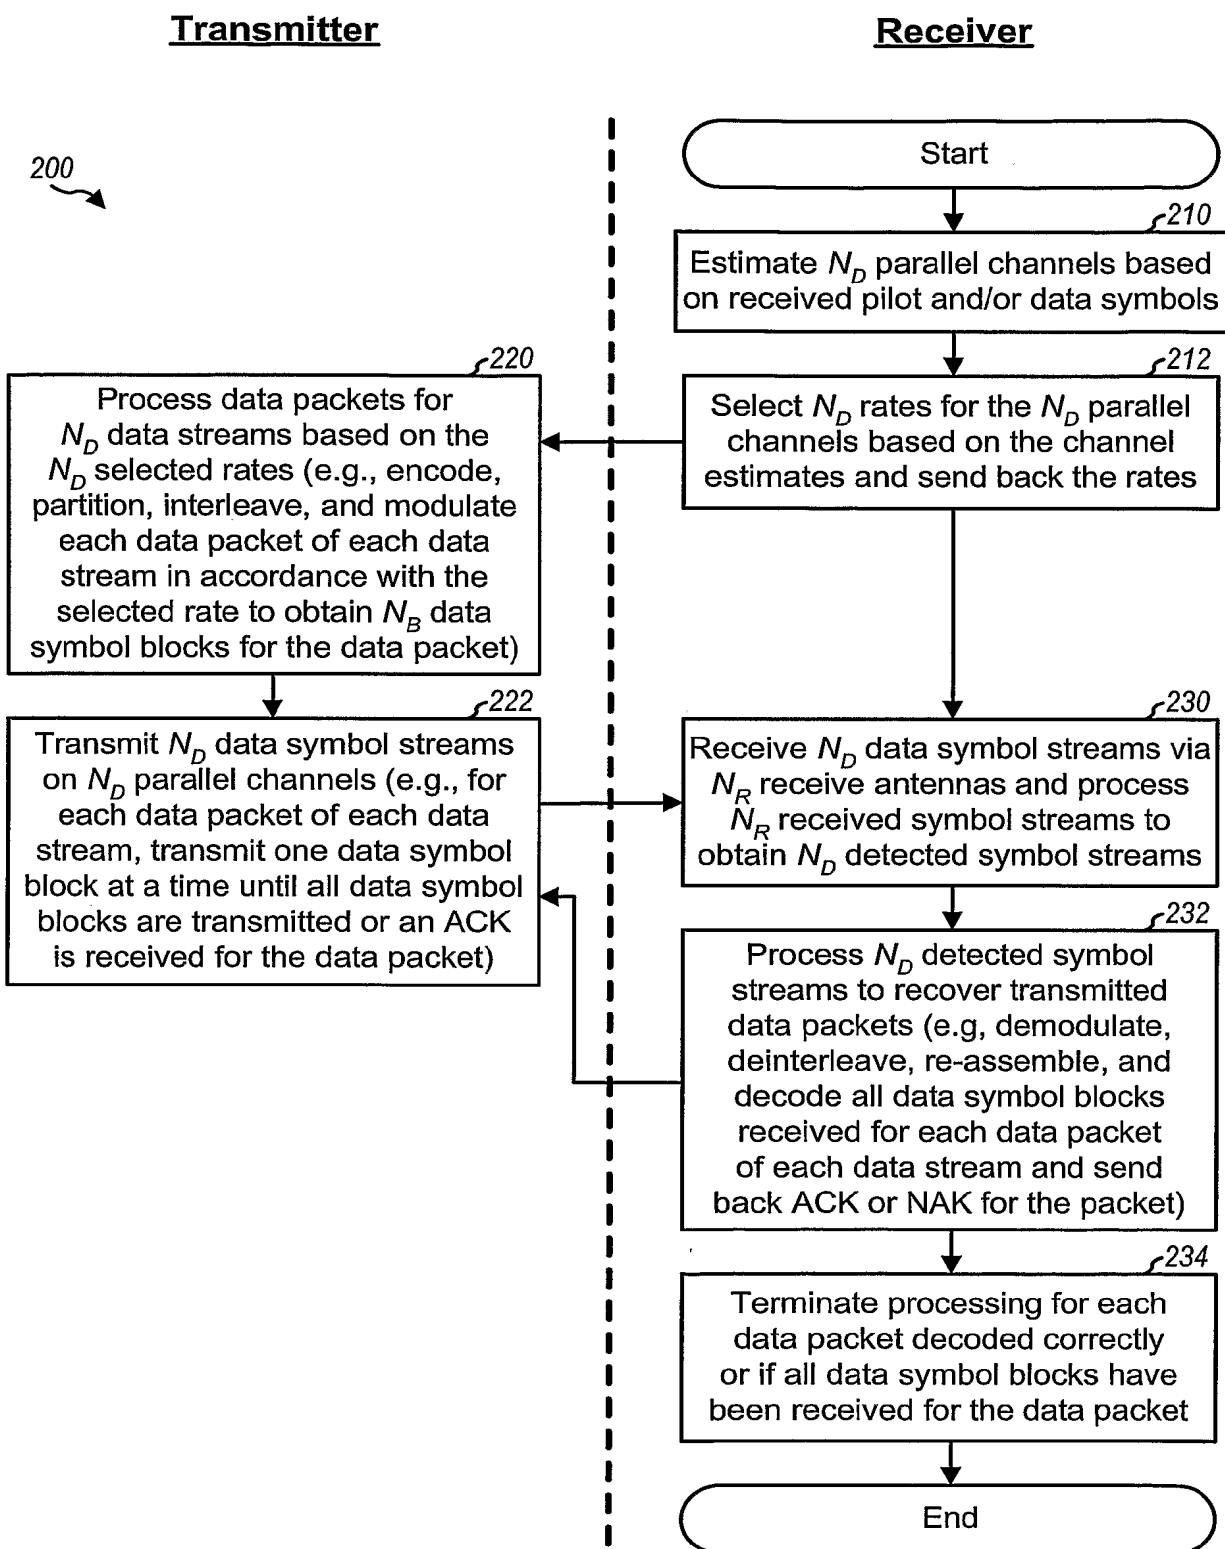 Transmitter
Receiver
200
Start
210
Estimate N_D parallel channels based
on received pilot and/or data symbols
212
Select N_D rates for the N_D parallel
channels based on the channel
estimates and send back the rates
220
Process data packets for
N_D data streams based on the
N_D selected rates (e.g., encode,
partition, interleave, and modulate
each data packet of each data
stream in accordance with the
selected rate to obtain N_B data
symbol blocks for the data packet)
222
Transmit N_D data symbol streams
on N_D parallel channels (e.g., for
each data packet of each data
stream, transmit one data symbol
block at a time until all data symbol
blocks are transmitted or an ACK
is received for the data packet)
230
Receive N_D data symbol streams via
N_R receive antennas and process
N_R received symbol streams to
obtain N_D detected symbol streams
232
Process N_D detected symbol
streams to recover transmitted
data packets (e.g, demodulate,
deinterleave, re-assemble, and
decode all data symbol blocks
received for each data packet
of each data stream and send
back ACK or NAK for the packet)
234
Terminate processing for each
data packet decoded correctly
or if all data symbol blocks have
been received for the data packet
End